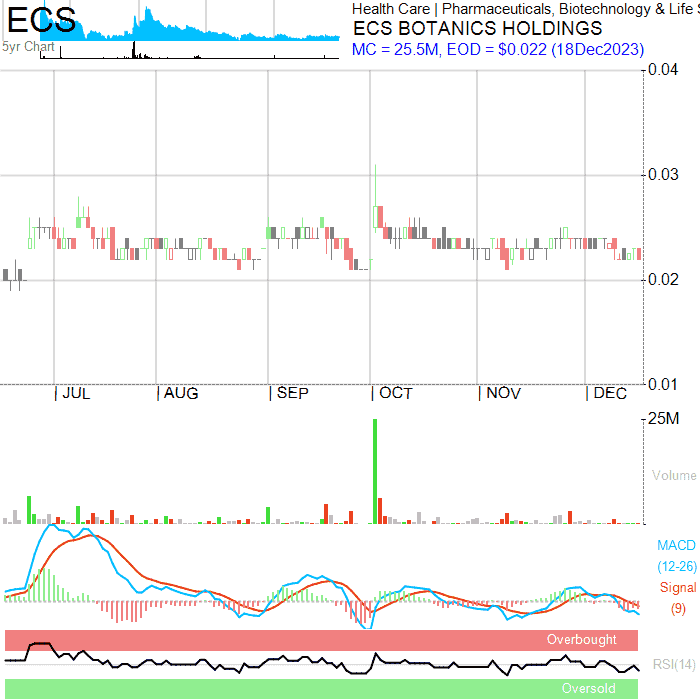 ECS
5yr Chart
Health Care | Pharmaceuticals, Biotechnology & Life S
ECS BOTANICS HOLDINGS
MC = 25.5M, EOD = $0.022 (18Dec2023)
0.04
0.03
0.02
0.01
| JUL | AUG | SEP | OCT | NOV | DEC
25M
Volume
MACD
(12-26)
Signal
(9)
Overbought
RSI(14)
Oversold